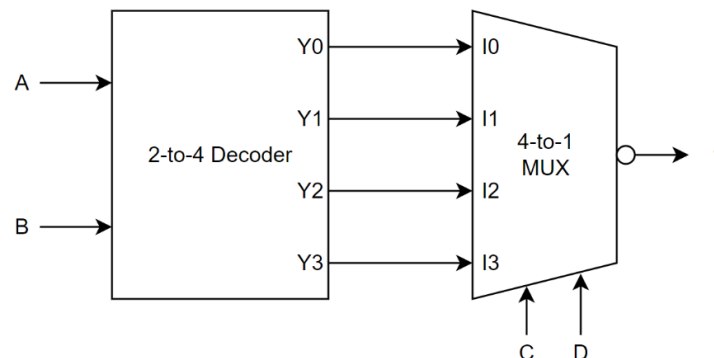 Y0
I0
A
Y1
I1
2-to-4 Decoder
4-to-1
MUX
Y2
I2
B
Y3
I3
C
D